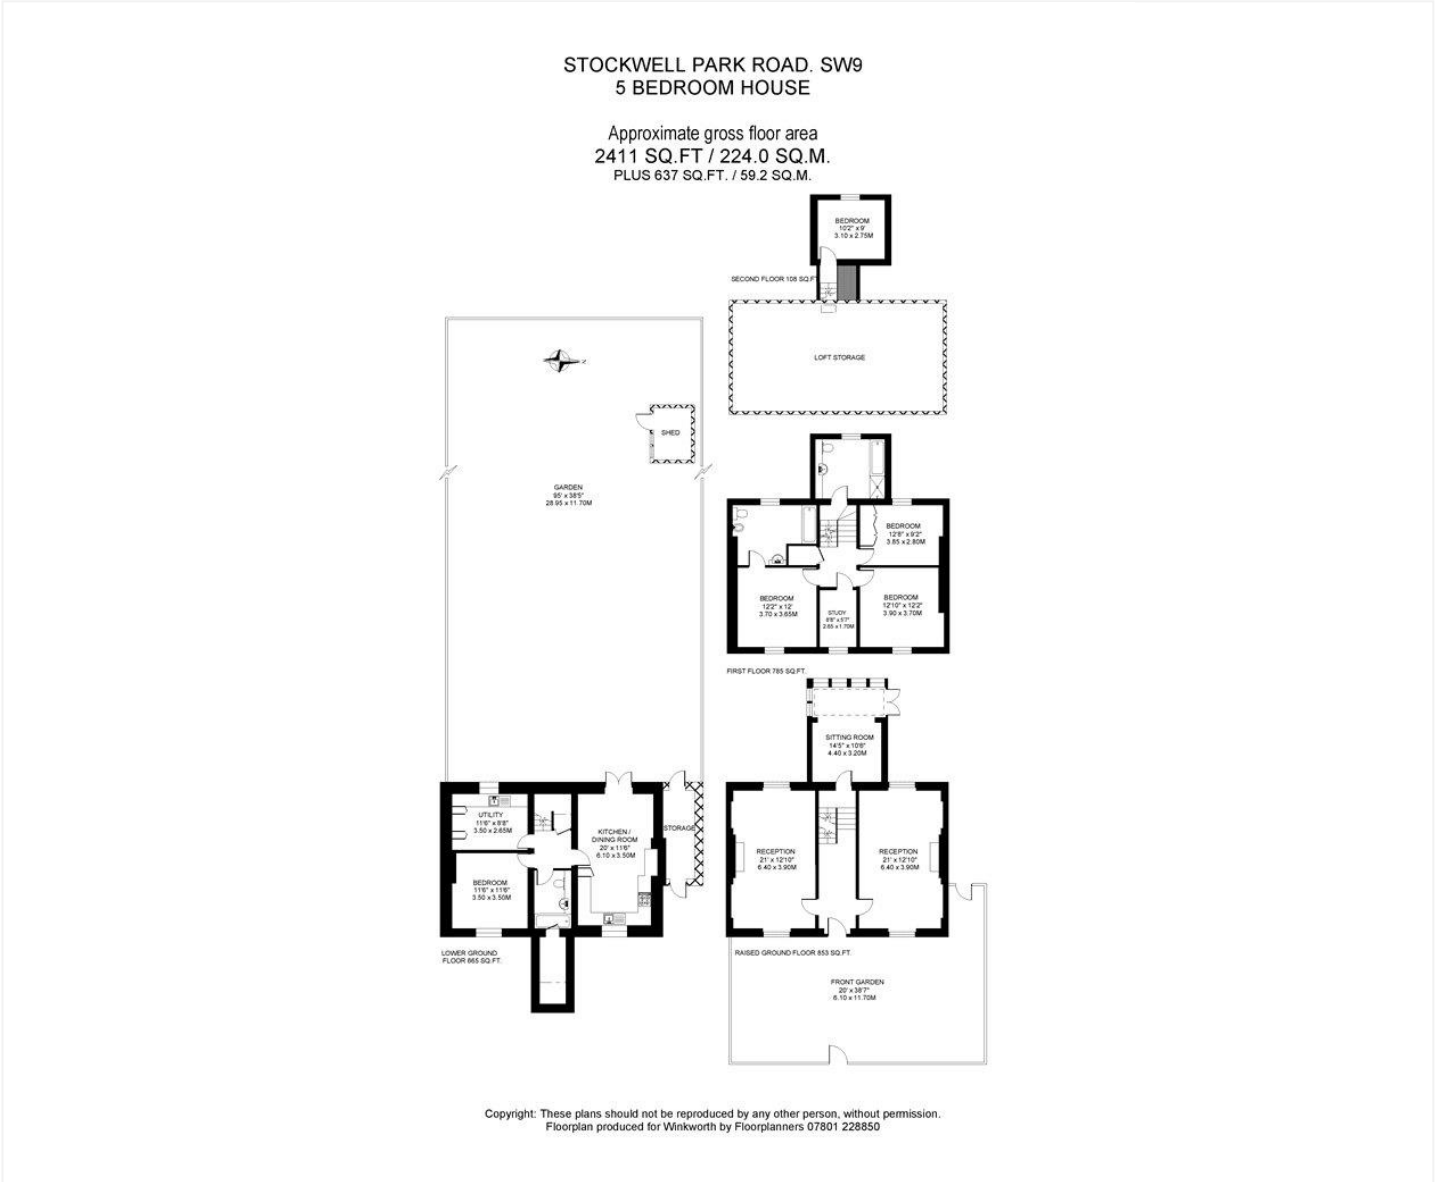 STOCKWELL PARK ROAD. SW9
5 BEDROOM HOUSE
Approximate gross floor area
2411 SQ.FT / 224.0 SQ.M.
PLUS 637 SQ.FT. / 59.2 SQ.M.
BEDROOM
10'2" x 9'
3.10 x 2.75M
SECOND FLOOR 108 SQ.FT
LOFT STORAGE
N
SHED
GARDEN
95' x 38'5"
28.95 x 11.70M
BEDROOM
12'8" x 9'2"
3.85 x 2.80M
BEDROOM
12'2" x 12'
3.70 x 3.65M
STUDY
8'8" x 5'7"
2.65 x 1.70M
BEDROOM
12'10" x 12'2"
3.90 x 3.70M
FIRST FLOOR 785 SQ.FT.
SITTING ROOM
14'5" x 10'6"
4.40 x 3.20M
UTILITY
11'6" x 8'8"
3.50 x 2.65M
KITCHEN /
DINING ROOM
20' x 11'6"
6.10 x 3.50M
STORAGE
BEDROOM
11'6" x 11'6"
3.50 x 3.50M
RECEPTION
21' x 12'10"
6.40 x 3.90M
RECEPTION
21' x 12'10"
6.40 x 3.90M
LOWER GROUND
FLOOR 665 SQ.FT.
RAISED GROUND FLOOR 853 SQ.FT.
FRONT GARDEN
20' x 38'7"
6.10 x 11.70M
Copyright: These plans should not be reproduced by any other person, without permission.
Floorplan produced for Winkworth by Floorplanners 07801 228850